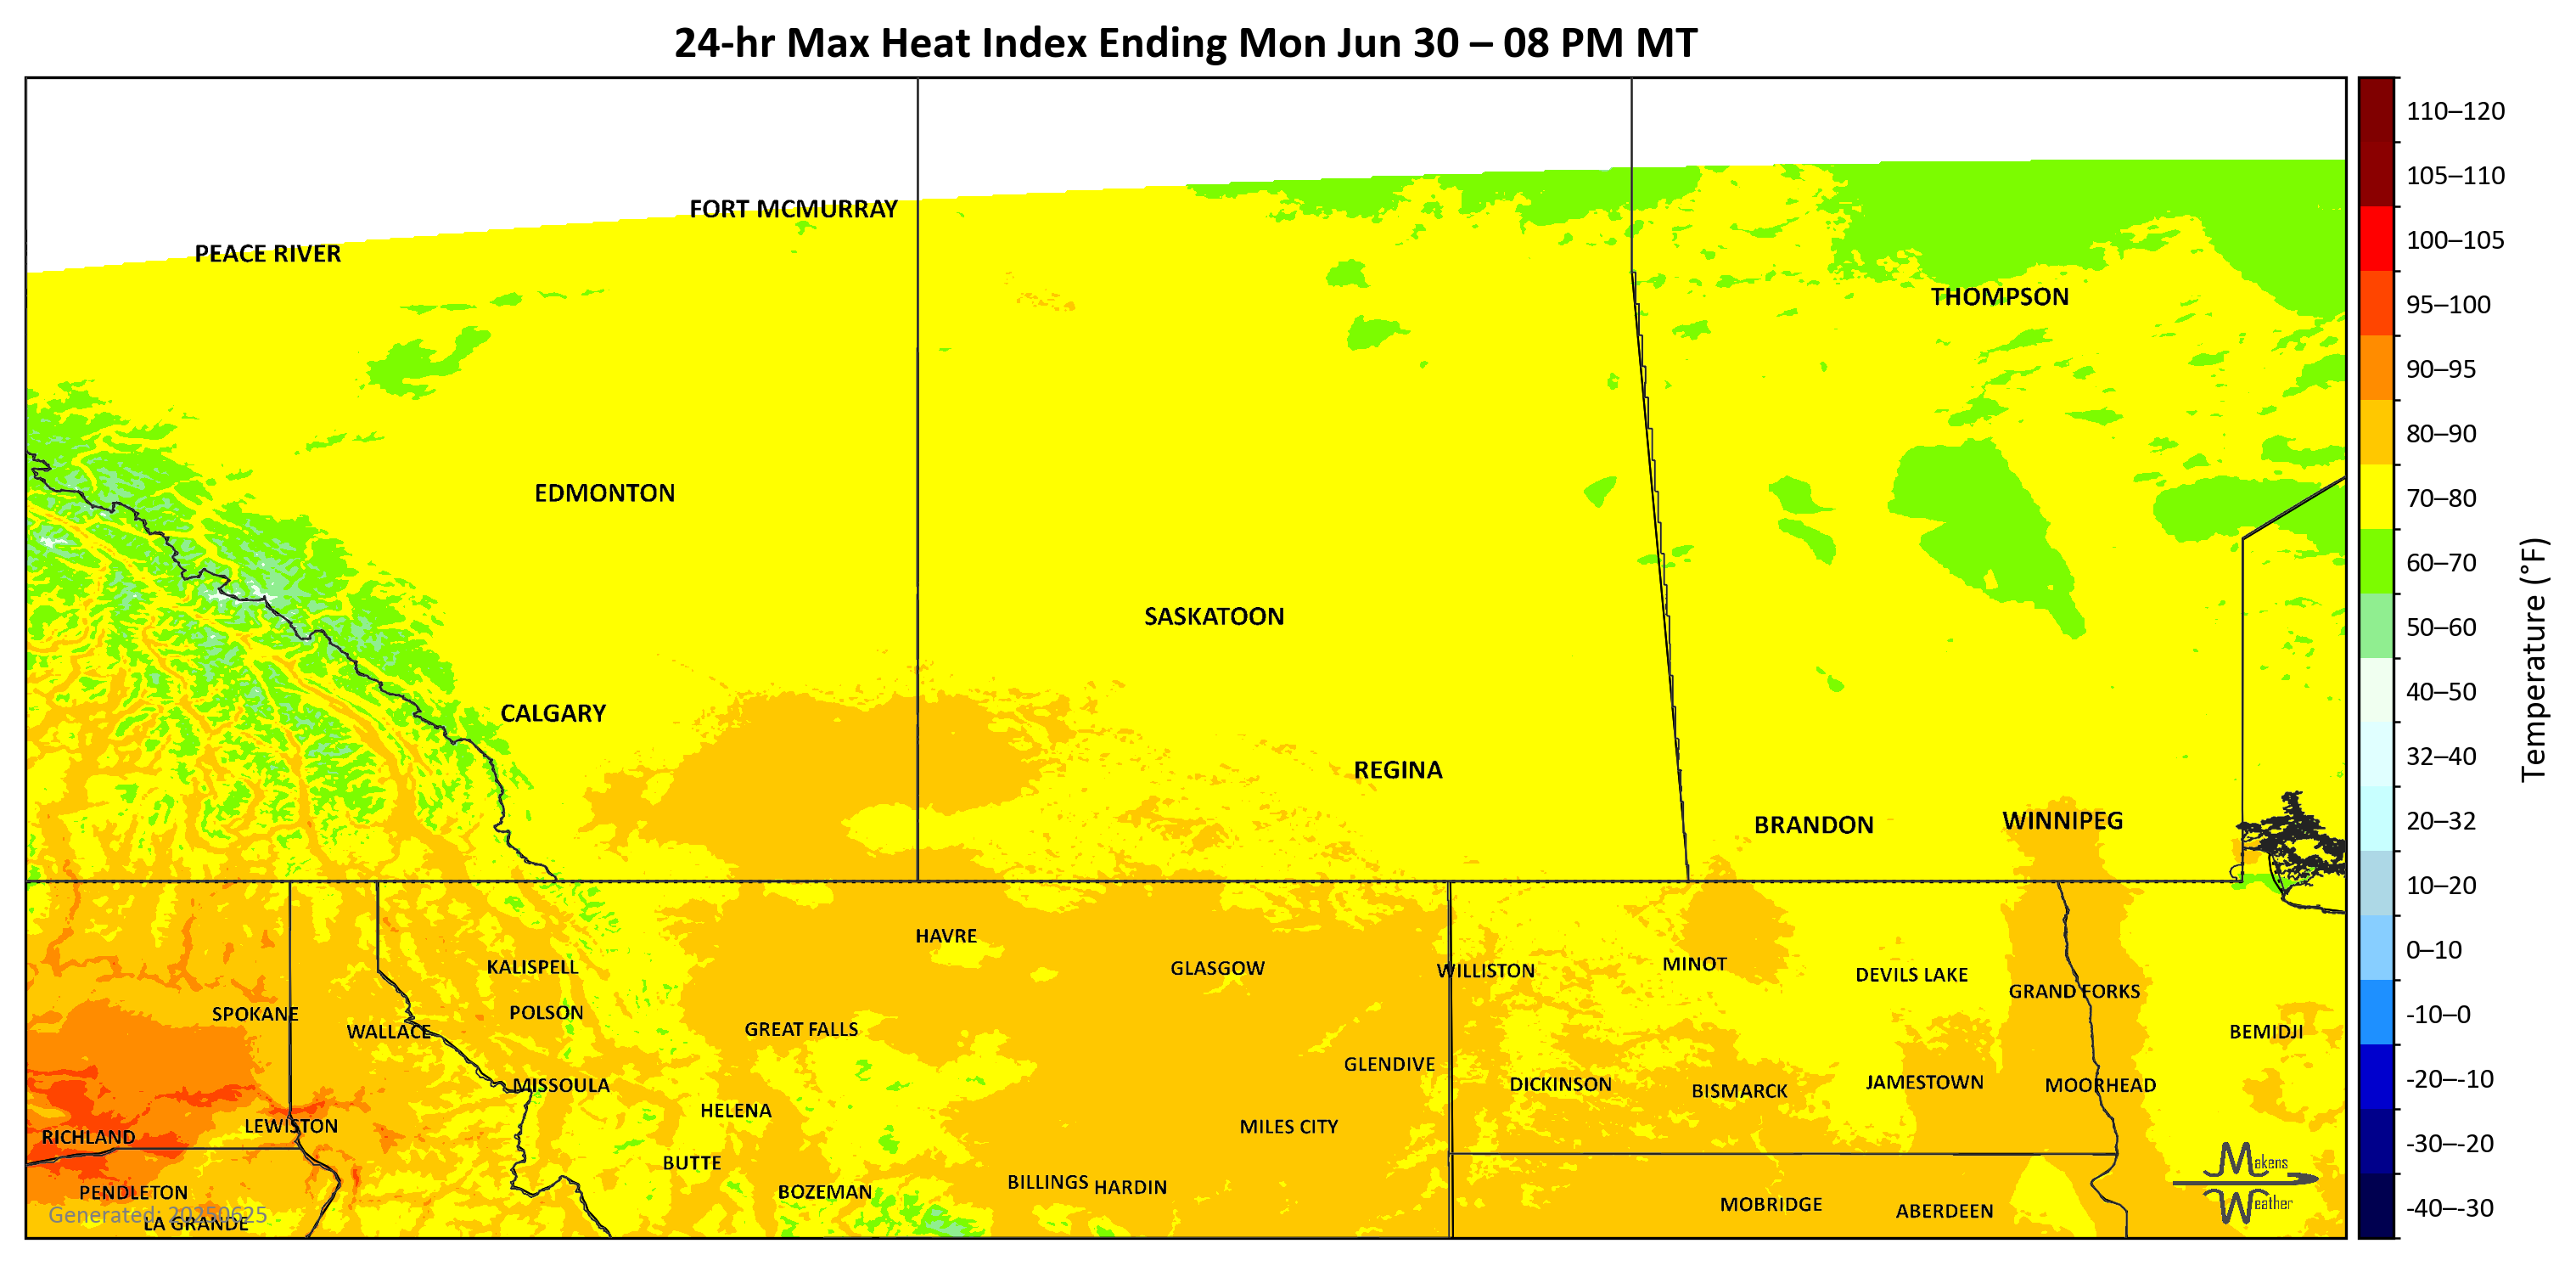 24-hr Max Heat Index Ending Mon Jun 30 – 08 PM MT
FORT MCMURRAY
PEACE RIVER
THOMPSON
EDMONTON
SASKATOON
CALGARY
REGINA
WINNIPEG
BRANDON
HAVRE
MINOT
KALISPELL
GLASGOW
WILLISTON
DEVILS LAKE
GRAND FORKS
POLSON
SPOKANE
GREAT FALLS
WALLACE
BEMIDJI
GLENDIVE
JAMESTOWN
DICKINSON
MISSOULA
MOORHEAD
BISMARCK
HELENA
LEWISTON
MILES CITY
RICHLAND
BUTTE
BILLINGS
HARDIN
PENDLETON
BOZEMAN
MOBRIDGE
ABERDEEN
Generated: 20250625
LA GRANDE
Makens
Weather
110–120
105–110
100–105
95–100
90–95
80–90
70–80
60–70
50–60
40–50
32–40
20–32
10–20
0–10
-10–0
-20–-10
-30–-20
-40–-30
Temperature (°F)